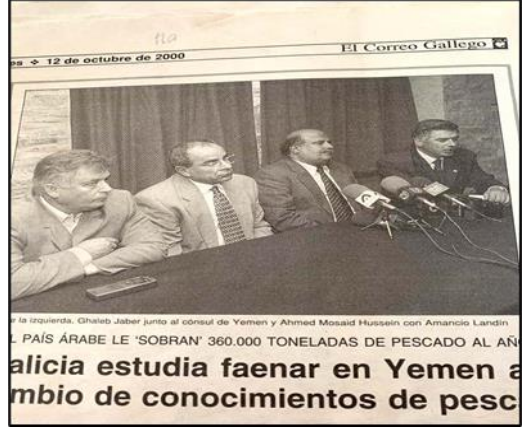 es ❖ 12 de octubre de 2000
El Correo Gallego
e la izquierda, Ghaleb Jaber junto al cónsul de Yemen y Ahmed Mosaid Hussein con Amancio Landín
L PAÍS ÁRABE LE 'SOBRAN' 360.000 TONELADAS DE PESCADO AL AÑ
alicia estudia faenar en Yemen a
mbio de conocimientos de pesc